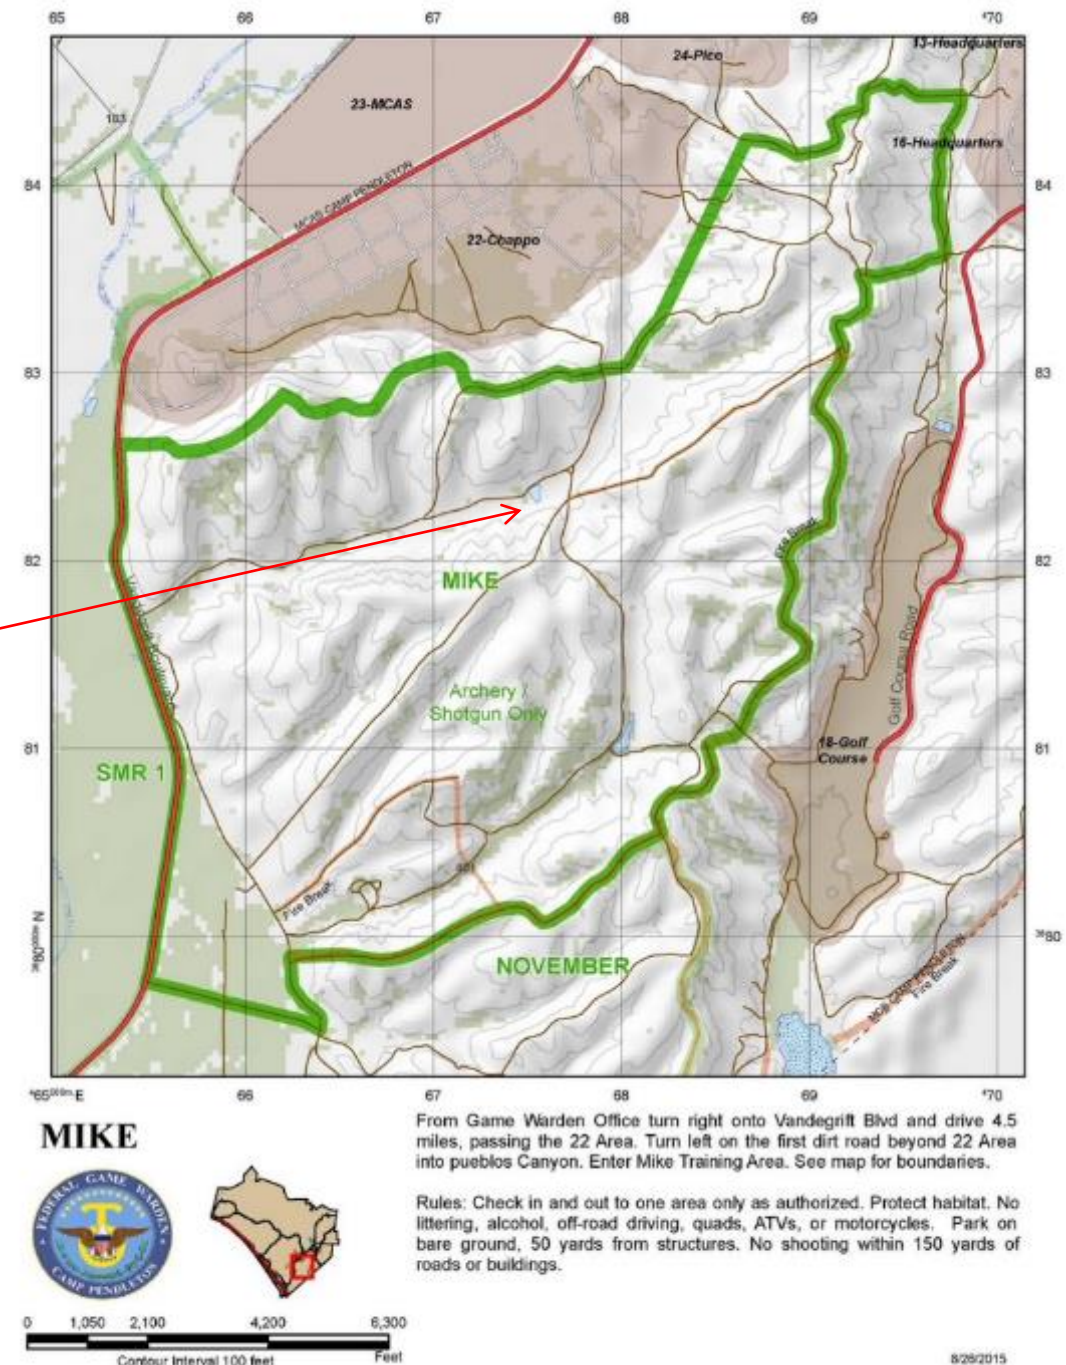 65 66 67 68 69 ⁴70
13-Headquarters
24-Pico
23-MCAS
103
16-Headquarters
84 84
MCAS CAMP PENDLETON
22-Chappo
83 83
82 82
MIKE
Archery /
Shotgun Only
Golf Course Road
81 81
18-Golf
Course
SMR 1
Fire Break
³⁶80⁰⁰⁰ᵐ N ³⁶80
NOVEMBER
MCB CAMP PENDLETON
Fire Break
⁴65⁰⁰⁰ᵐ E 66 67 68 69 ⁴70
MIKE
FEDERAL GAME WARDEN
CAMP PENDLETON
From Game Warden Office turn right onto Vandegrift Blvd and drive 4.5
miles, passing the 22 Area. Turn left on the first dirt road beyond 22 Area
into pueblos Canyon. Enter Mike Training Area. See map for boundaries.
Rules: Check in and out to one area only as authorized. Protect habitat. No
littering, alcohol, off-road driving, quads, ATVs, or motorcycles. Park on
bare ground, 50 yards from structures. No shooting within 150 yards of
roads or buildings.
0 1,050 2,100 4,200 6,300
Feet
Contour Interval 100 feet
8/26/2015